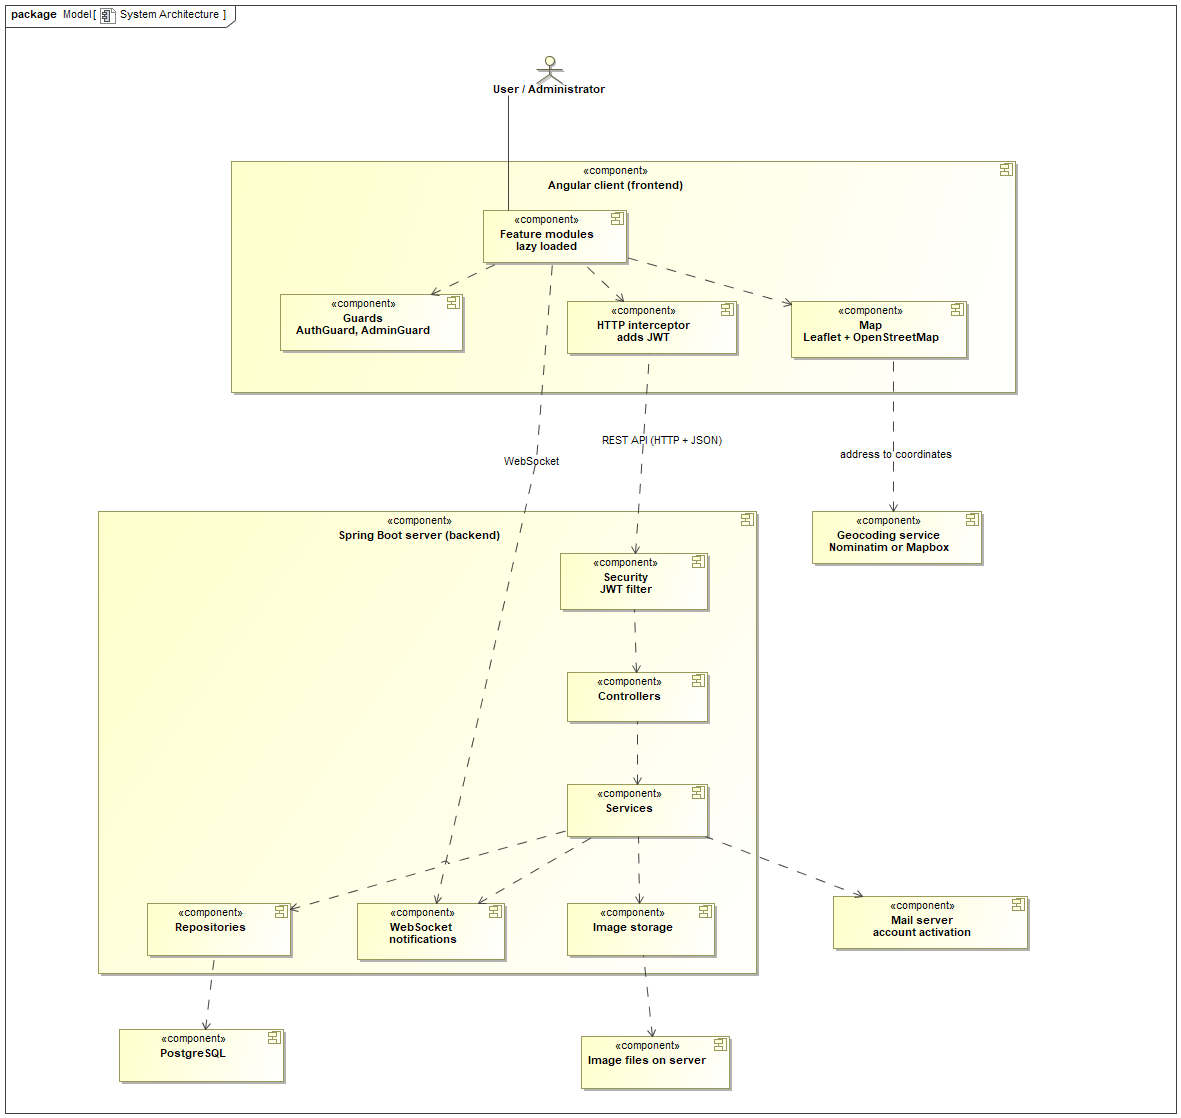 package Model [ System Architecture ]
User / Administrator
«component»
Angular client (frontend)
«component»
Feature modules
lazy loaded
«component»
Guards
AuthGuard, AdminGuard
«component»
HTTP interceptor
adds JWT
«component»
Map
Leaflet + OpenStreetMap
REST API (HTTP + JSON)
WebSocket
address to coordinates
«component»
Spring Boot server (backend)
«component»
Geocoding service
Nominatim or Mapbox
«component»
Security
JWT filter
«component»
Controllers
«component»
Services
«component»
Repositories
«component»
WebSocket
notifications
«component»
Image storage
«component»
Mail server
account activation
«component»
PostgreSQL
«component»
Image files on server